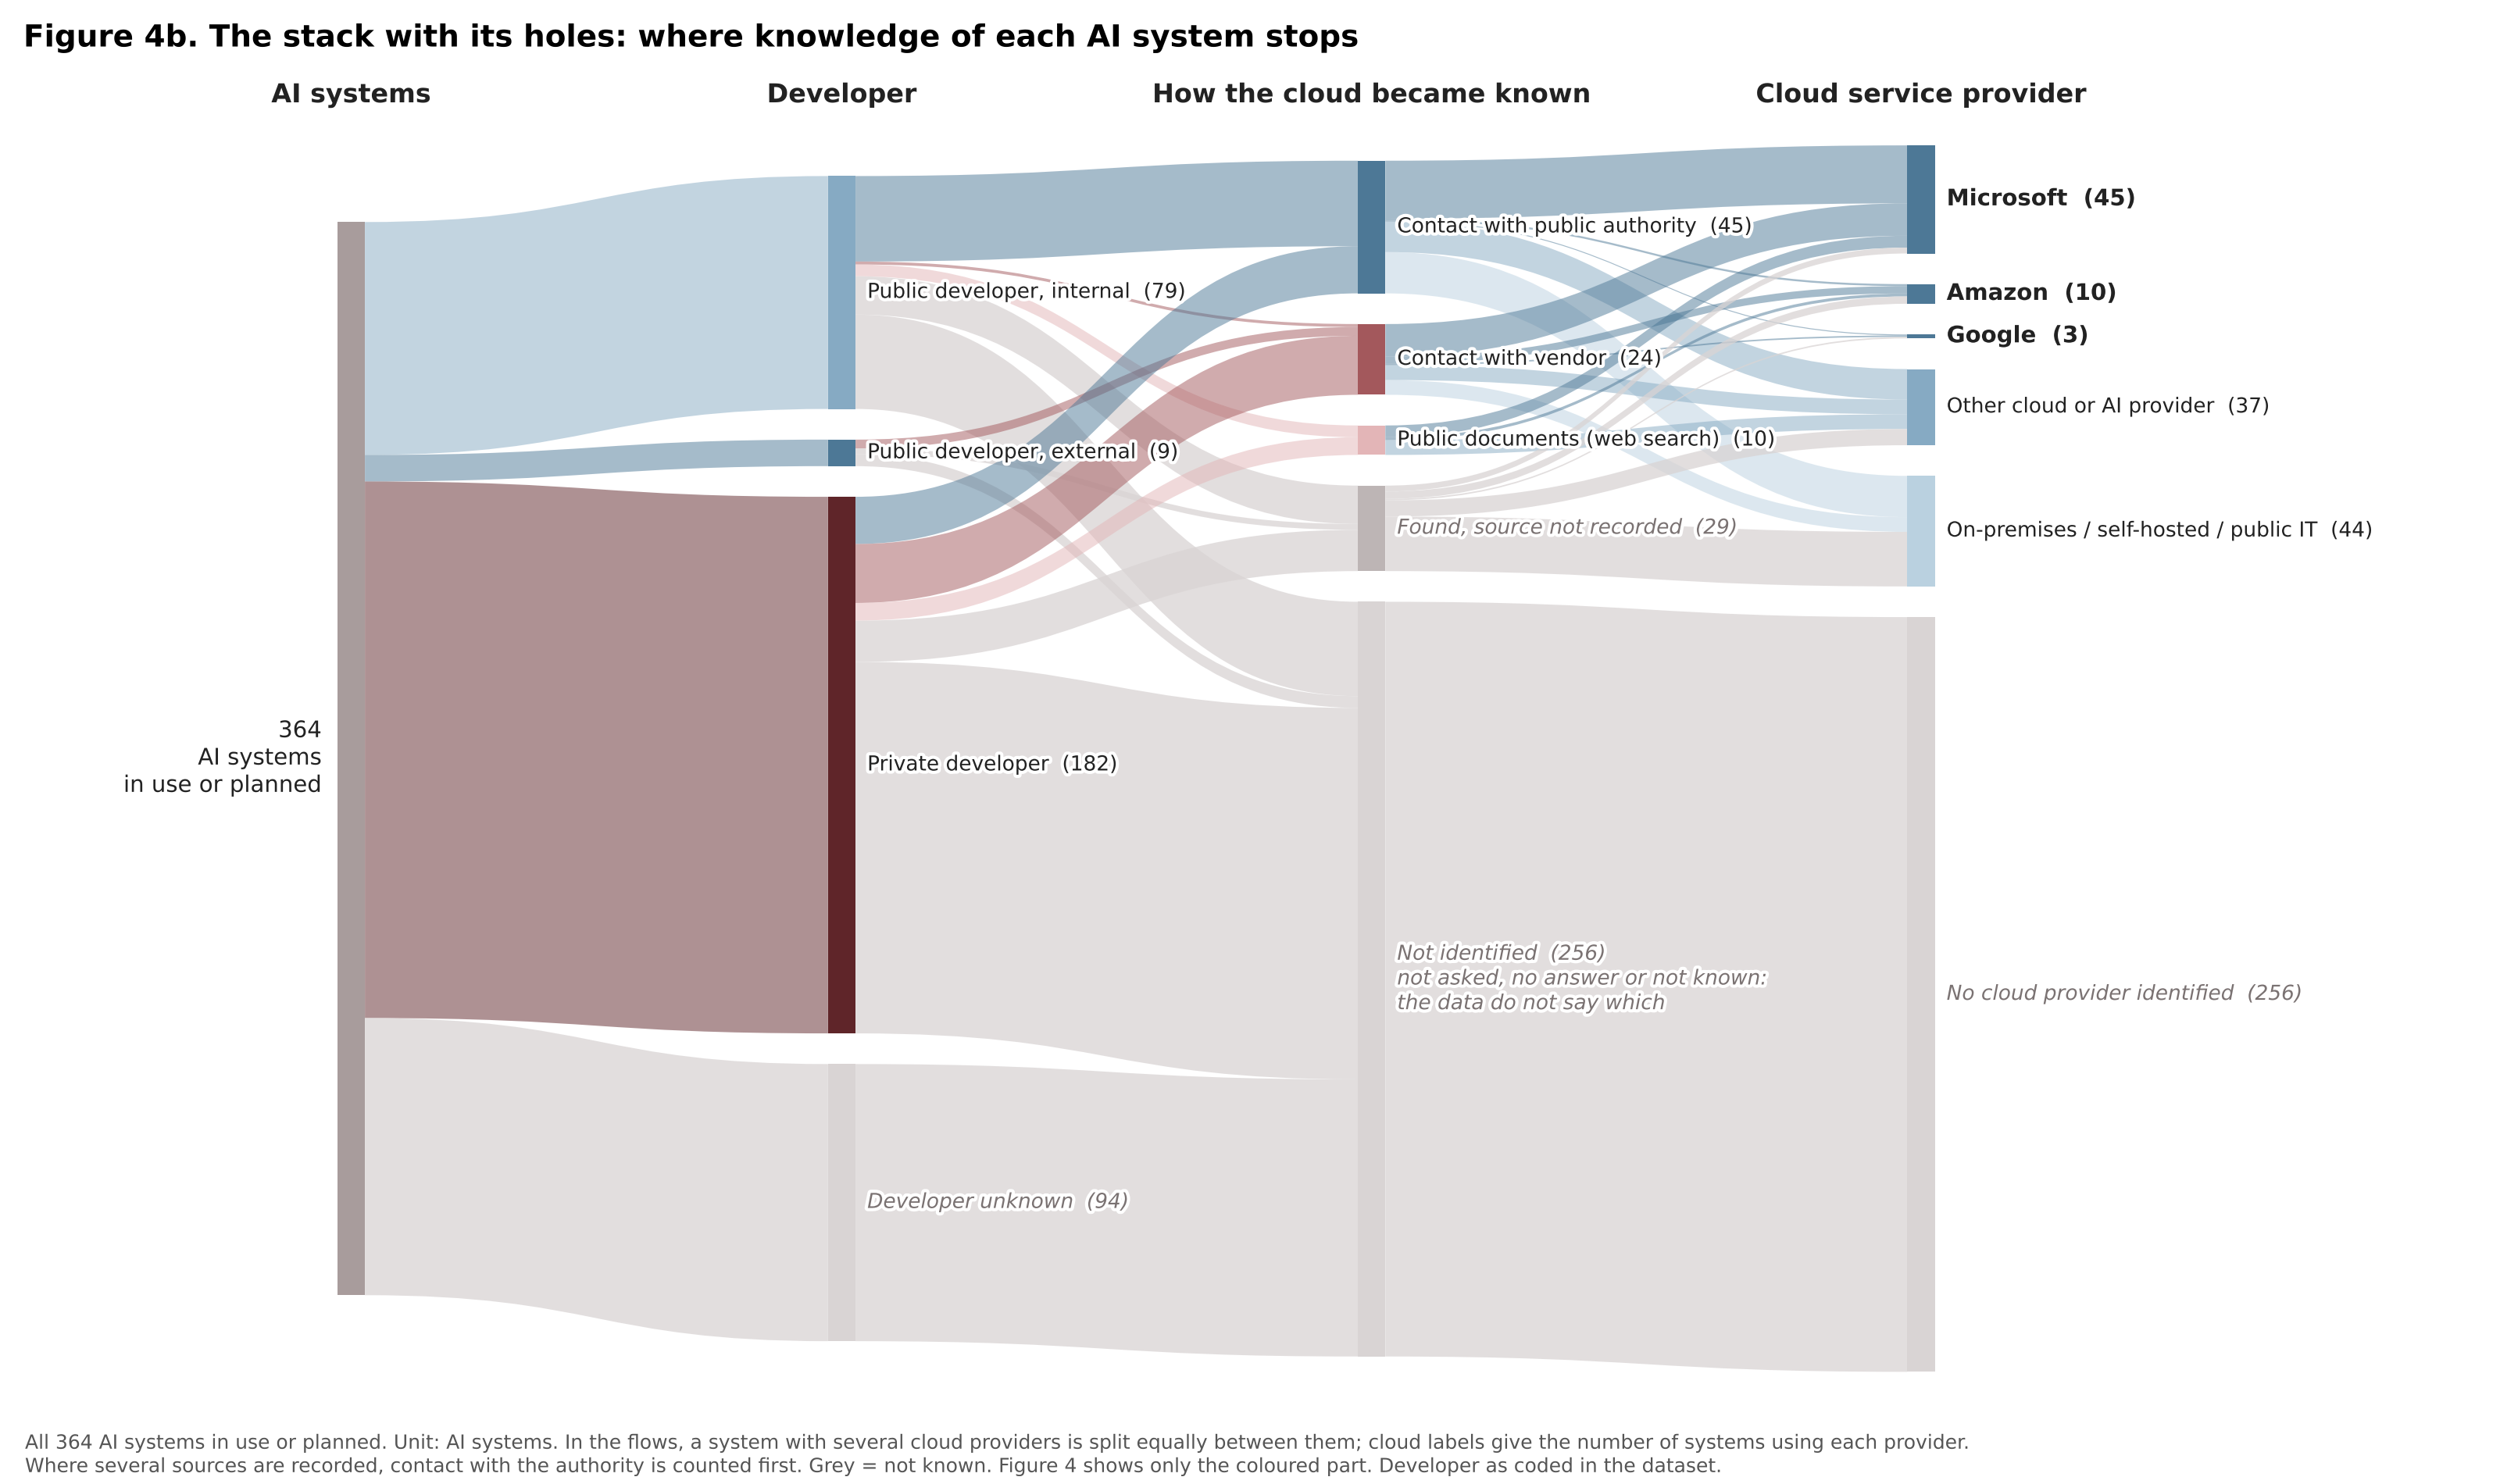 Figure 4b. The stack with its holes: where knowledge of each AI system stops
AI systems
Developer
How the cloud became known
Cloud service provider
364
AI systems
in use or planned
Public developer, internal (79)
Public developer, external (9)
Private developer (182)
Developer unknown (94)
Contact with public authority (45)
Contact with vendor (24)
Public documents (web search) (10)
Found, source not recorded (29)
Not identified (256)
not asked, no answer or not known:
the data do not say which
Microsoft (45)
Amazon (10)
Google (3)
Other cloud or AI provider (37)
On-premises / self-hosted / public IT (44)
No cloud provider identified (256)
All 364 AI systems in use or planned. Unit: AI systems. In the flows, a system with several cloud providers is split equally between them; cloud labels give the number of systems using each provider.
Where several sources are recorded, contact with the authority is counted first. Grey = not known. Figure 4 shows only the coloured part. Developer as coded in the dataset.